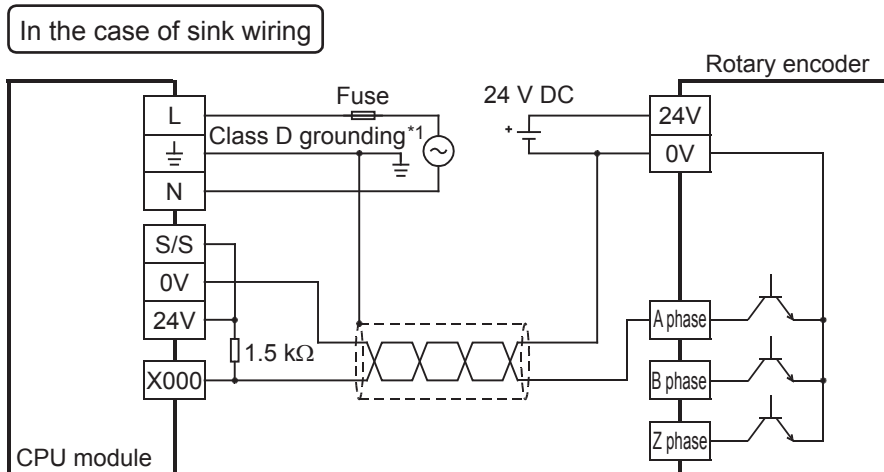 In the case of sink wiring
Rotary encoder
Fuse
24 V DC
L
24V
Class D grounding*1
+
0V
N
S/S
0V
24V
A phase
1.5 kΩ
X000
B phase
Z phase
CPU module